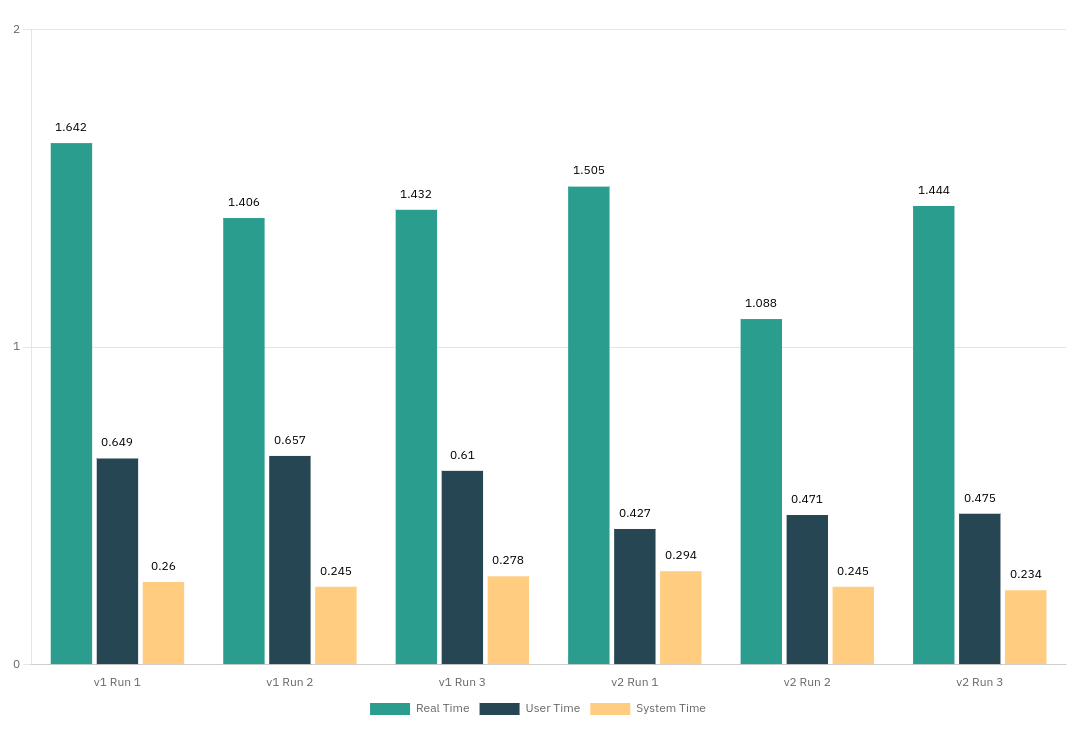 2
1.642
1.505
1.406
1.432
1.444
1.088
1
0.649
0.657
0.61
0.427
0.471
0.475
0.26
0.245
0.278
0.294
0.245
0.234
0
v1 Run 1
v1 Run 2
v1 Run 3
v2 Run 1
v2 Run 2
v2 Run 3
Real Time
User Time
System Time